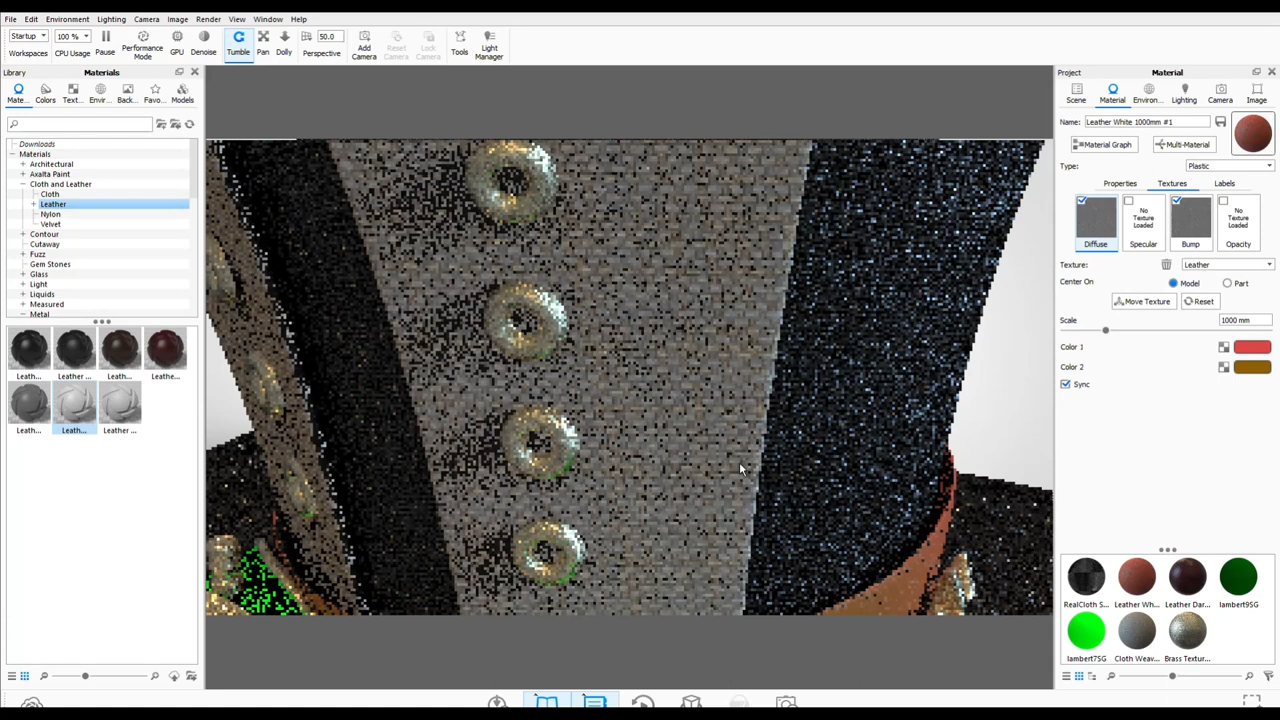 File Edit Environment Lighting Camera Image Render View Window Help
Startup 100 % 50.0
Workspaces CPU Usage Pause Performance Mode GPU Denoise Tumble Pan Dolly Perspective Add Camera Reset Camera Lock Camera Tools Light Manager
Library Materials
Mate... Colors Text... Envir... Back... Favo... Models
Downloads
Materials
Architectural
Axalta Paint
Cloth and Leather
Cloth
Leather
Nylon
Velvet
Contour
Cutaway
Fuzz
Gem Stones
Glass
Light
Liquids
Measured
Metal
Leath... Leather ... Leath... Leathe...
Leath... Leath... Leather ...
Project Material
Scene Material Environ... Lighting Camera Image
Name: Leather White 1000mm #1
Material Graph Multi-Material
Type: Plastic
Properties Textures Labels
No Texture Loaded No Texture Loaded
Diffuse Specular Bump Opacity
Texture: Leather
Center On Model Part
Move Texture Reset
Scale 1000 mm
Color 1
Color 2
Sync
RealCloth S... Leather Wh... Leather Dar... lambert9SG
lambert7SG Cloth Weav... Brass Textur...